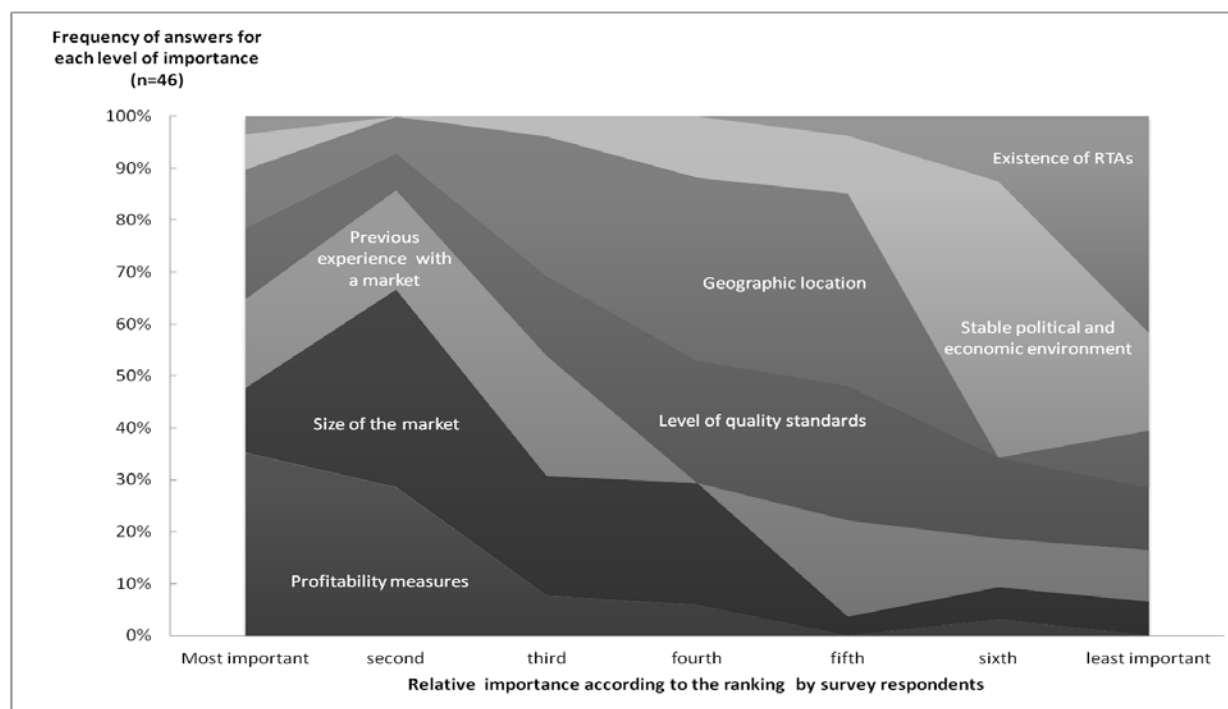 Frequency of answers for
each level of importance
(n=46)
100%
90%
80%
70%
60%
50%
40%
30%
20%
10%
0%
Existence of RTAs
Previous
experience with
a market
Geographic location
Stable political and
economic environment
Size of the market
Level of quality standards
Profitability measures
Most important
second
third
fourth
fifth
sixth
least important
Relative importance according to the ranking by survey respondents